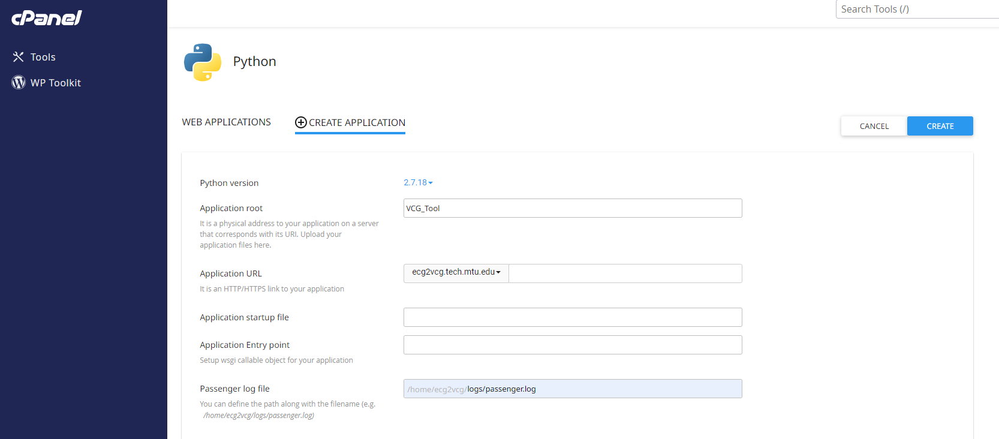 cPanel
Search Tools (/)
Tools
WP Toolkit
Python
WEB APPLICATIONS
CREATE APPLICATION
CANCEL
CREATE
Python version
2.7.18
Application root
VCG_Tool
It is a physical address to your application on a server
that corresponds with its URI. Upload your
application files here.
Application URL
ecg2vcg.tech.mtu.edu
It is an HTTP/HTTPS link to your application
Application startup file
Application Entry point
Setup wsgi callable object for your application
Passenger log file
/home/ecg2vcg/logs/passenger.log
You can define the path along with the filename (e.g.
/home/ecg2vcg/logs/passenger.log)